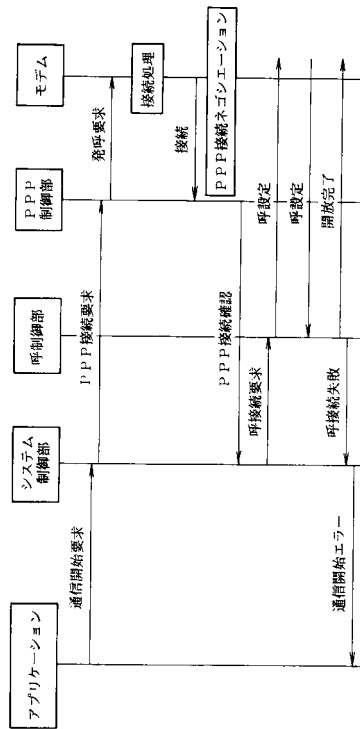 アプリケーション
システム
制御部
呼制御部
PPP
制御部
モデム
通信開始要求
PPP接続要求
発呼要求
接続処理
接続
PPP接続ネゴシエーション
PPP接続確認
呼接続要求
呼設定
呼設定
開放完了
呼接続失敗
通信開始エラー